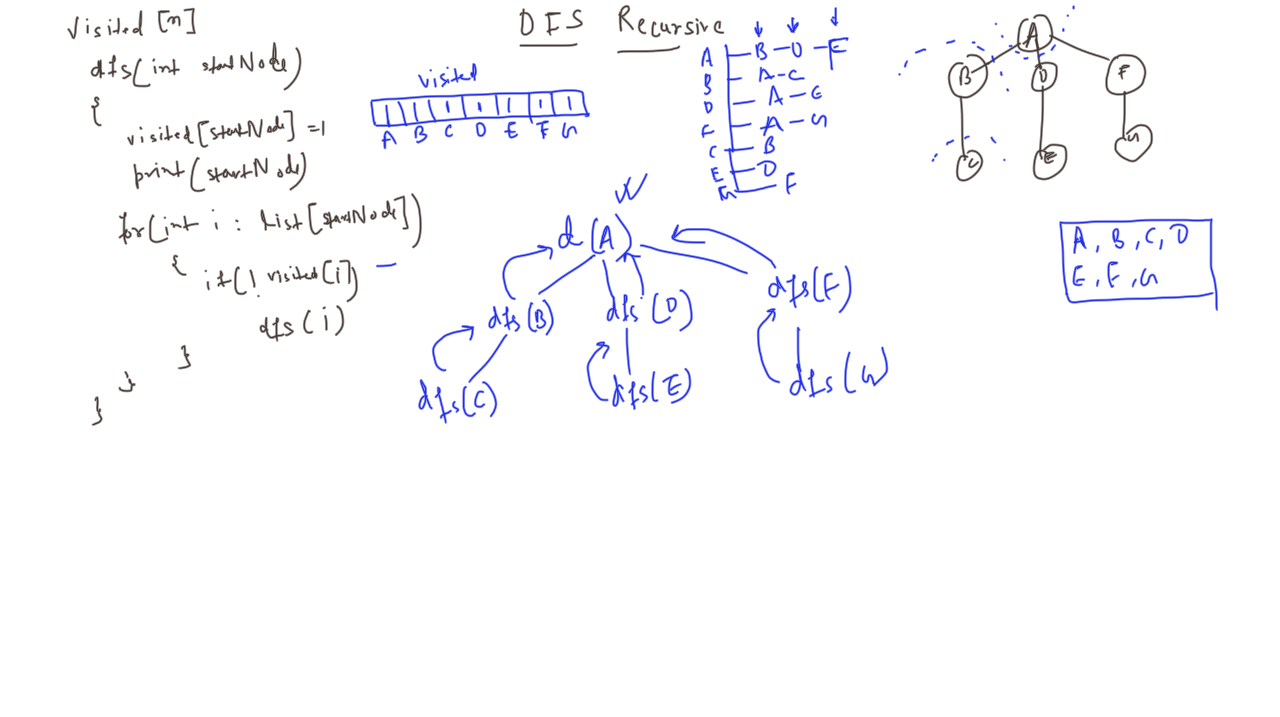 DFS Recursive
Visited [n]
dfs(int startNode)
{
visited[startNode] =1
print(startNode)
for(int i : list[startNode])
{
if(! visited[i])
dfs(i)
}
}
}
visited
1 1 1 1 1 1 1
A B C D E F G
A B - D - F
B A - C
D A - E
F A - G
C B
E D
G F
A
B D F
C E G
d(A)
dfs(B) dfs(D) dfs(F)
dfs(C) dfs(E) dfs(G)
A, B, C, D
E, F, G